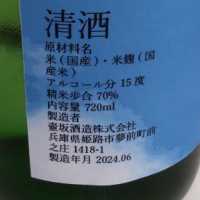 清酒
原材料名
米(国産)・米麹(国
産米)
アルコール分 15度
精米歩合 70%
内容量 720ml
製造者
壷坂酒造株式会社
兵庫県姫路市夢前町前
之庄 1418-1
製造年月 2024.06